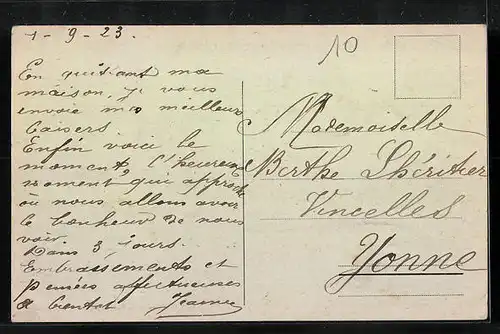 1 - 9 - 23.
10
En quittant ma
maison, je vous
envoie mes meilleurs
baisers
Enfin voici le
moment, l'heureux
moment, qui approche
où nous allons avoir
le bonheur de nous
voir.
Dans 3 jours.
Embrassements et
pensées affectueuses
à bientôt Jeanne
Mademoiselle
Berthe Lhéritier
Vincelles
Yonne